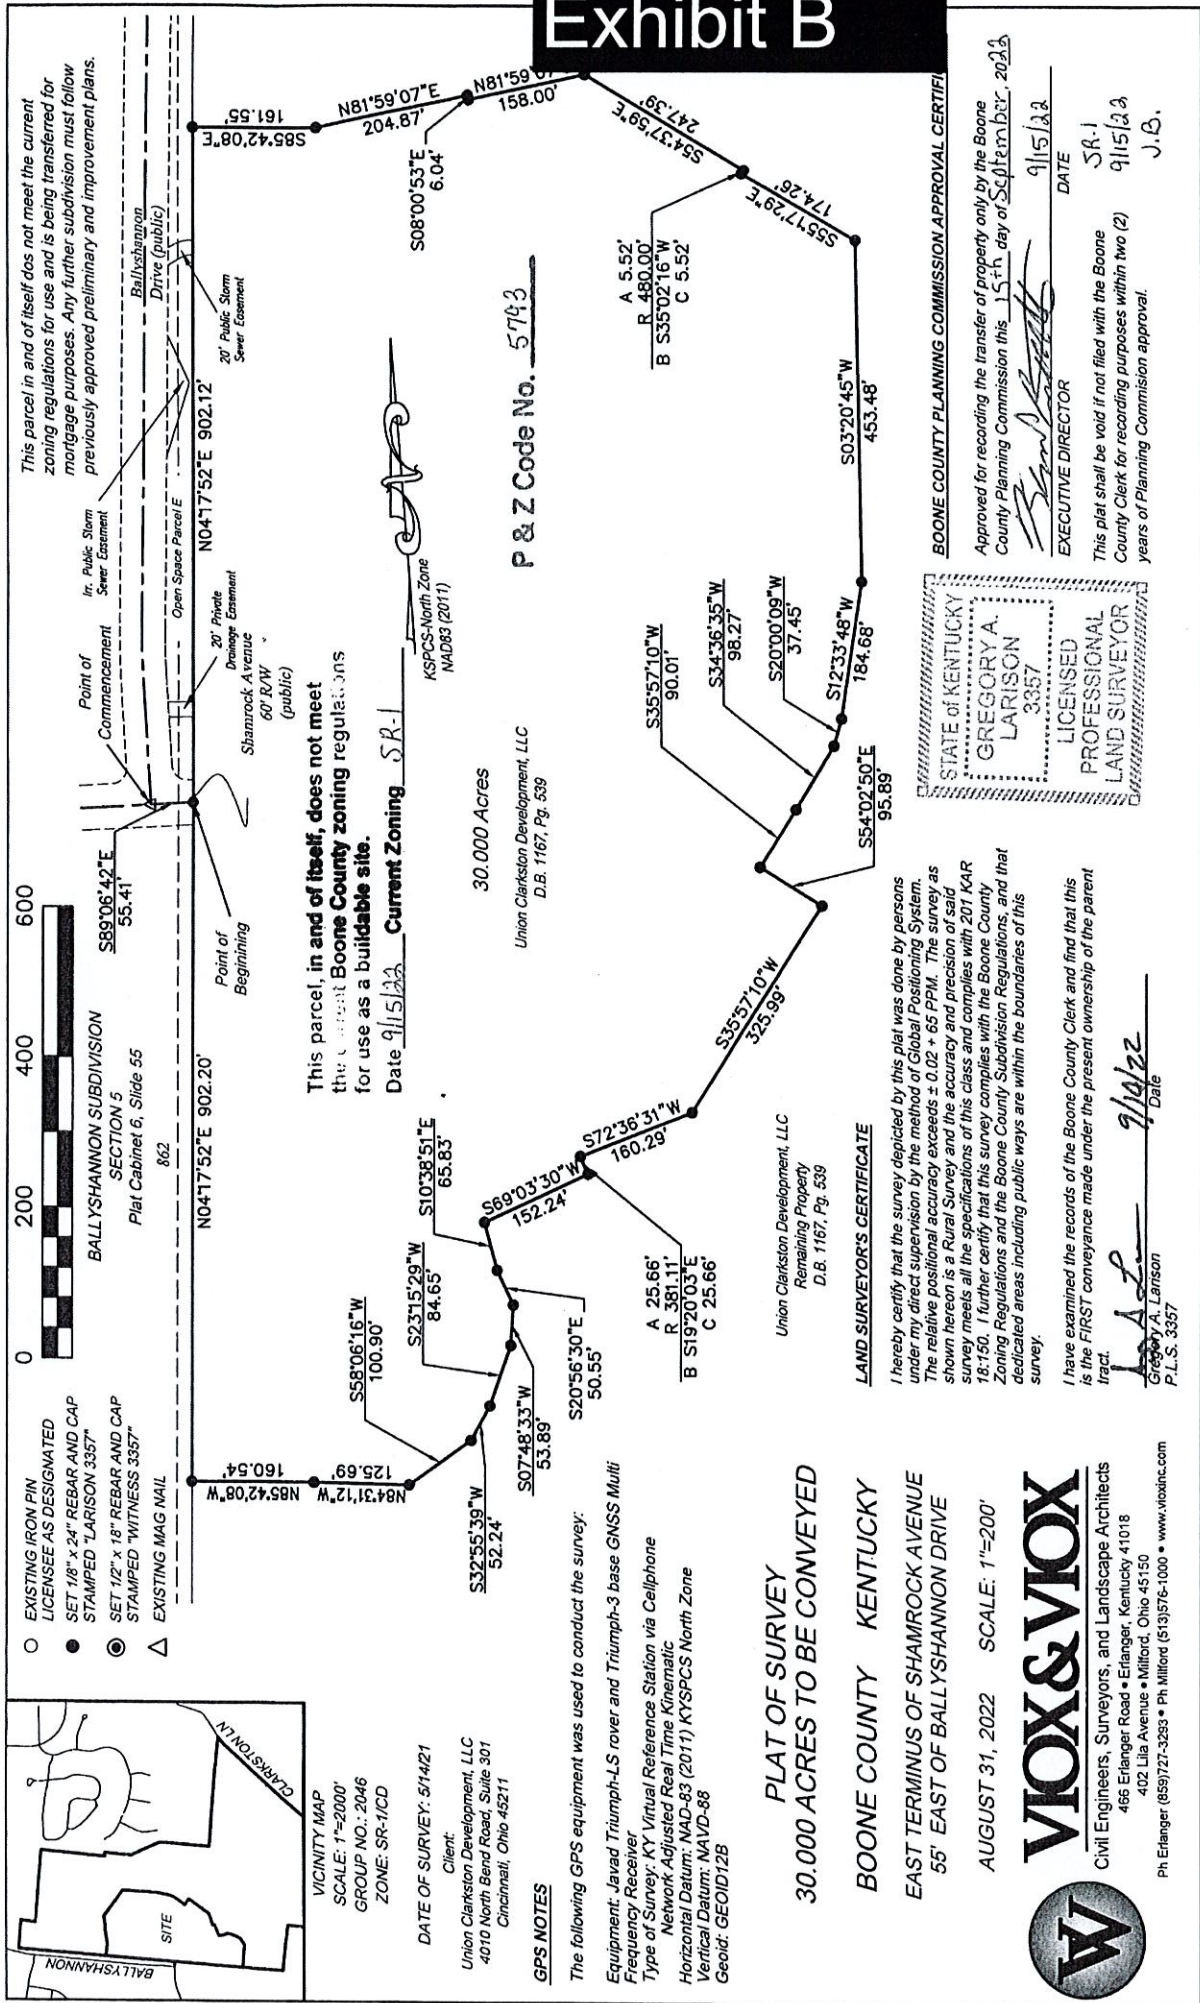 Exhibit B
This parcel in and of itself dos not meet the current
zoning regulations for use and is being transferred for
mortgage purposes. Any further subdivision must follow
previously approved preliminary and improvement plans.
○ EXISTING IRON PIN
LICENSEE AS DESIGNATED
● SET 1/8" x 24" REBAR AND CAP
STAMPED "LARISON 3357"
SET 1/2" x 18" REBAR AND CAP
STAMPED "WITNESS 3357"
△ EXISTING MAG NAIL
0 200 400 600
BALLYSHANNON SUBDIVISION
SECTION 5
Plat Cabinet 6, Slide 55
862
S89°06'42"E
55.41'
Point of
Commencement
Irr. Public Storm
Sewer Easement
Ballyshannon
Drive (public)
Open Space Parcel E
N04°17'52"E 902.20'
N04°17'52"E 902.12'
Point of
Beginining
20' Private
Drainage Easement
Shamrock Avenue
60' R/W
(public)
20' Public Storm
Sewer Easement
S85°42'08"E
161.55'
N81°59'07"E
204.87'
S08°00'53"E
6.04'
N81°59'07
158.00'
S54°37'59"E
247.39'
A 5.52'
R 480.00'
B S35°02'16"W
C 5.52'
S55°17'29"E
174.26'
S03°20'45"W
453.48'
S12°33'48"W
184.68'
S20°00'09"W
37.45'
S34°36'35"W
98.27'
S35°57'10"W
90.01'
S54°02'50"E
95.89'
S35°57'10"W
325.99'
S72°36'31"W
160.29'
A 25.66'
R 381.11'
B S19°20'03"E
C 25.66'
S69°03'30"W
152.24'
S10°38'51"E
65.83'
S20°56'30"E
50.55'
S07°48'33"W
53.89'
S23°15'29"W
84.65'
S32°55'39"W
52.24'
S58°06'16"W
100.90'
N84°31'12"W
125.69'
N85°42'08"W
160.54'
This parcel, in and of itself, does not meet
the current Boone County zoning regulations
for use as a buildable site.
Date 9/15/22 Current Zoning SR-1
KSPCS-North Zone
NAD83 (2011)
30.000 Acres
Union Clarkston Development, LLC
D.B. 1167, Pg. 539
P & Z Code No. 5793
Union Clarkston Development, LLC
Remaining Property
D.B. 1167, Pg. 539
BALLYSHANNON
SITE
CLARKSTON LN
VICINITY MAP
SCALE: 1"=2000'
GROUP NO.: 2046
ZONE: SR-1/CD
DATE OF SURVEY: 5/14/21
Client:
Union Clarkston Development, LLC
4010 North Bend Road, Suite 301
Cincinnati, Ohio 45211
GPS NOTES
The following GPS equipment was used to conduct the survey:
Equipment: Javad Triumph-LS rover and Triumph-3 base GNSS Multi
Frequency Receiver
Type of Survey: KY Virtual Reference Station via Cellphone
Network Adjusted Real Time Kinematic
Horizontal Datum: NAD-83 (2011) KYSPCS North Zone
Vertical Datum: NAVD-88
Geoid: GEOID12B
PLAT OF SURVEY
30.000 ACRES TO BE CONVEYED
BOONE COUNTY KENTUCKY
EAST TERMINUS OF SHAMROCK AVENUE
55' EAST OF BALLYSHANNON DRIVE
AUGUST 31, 2022 SCALE: 1"=200'
VIOX & VIOX
Civil Engineers, Surveyors, and Landscape Architects
466 Erlanger Road • Erlanger, Kentucky 41018
402 Lila Avenue • Milford, Ohio 45150
Ph Erlanger (859)727-3293 • Ph Milford (513)576-1000 • www.vioxinc.com
LAND SURVEYOR'S CERTIFICATE
I hereby certify that the survey depicted by this plat was done by persons
under my direct supervision by the method of Global Positioning System.
The relative positional accuracy exceeds ± 0.02 + 65 PPM. The survey as
shown hereon is a Rural Survey and the accuracy and precision of said
survey meets all the specifications of this class and complies with 201 KAR
18:150. I further certify that this survey complies with the Boone County
Zoning Regulations and the Boone County Subdivision Regulations, and that
dedicated areas including public ways are within the boundaries of this
survey.
I have examined the records of the Boone County Clerk and find that this
is the FIRST conveyance made under the present ownership of the parent
tract.
9/10/22
Gregory A. Larison Date
P.L.S. 3357
STATE of KENTUCKY
GREGORY A.
LARISON
3357
LICENSED
PROFESSIONAL
LAND SURVEYOR
BOONE COUNTY PLANNING COMMISSION APPROVAL CERTIFI
Approved for recording the transfer of property only by the Boone
County Planning Commission this 15th day of September, 2022
9/15/22
EXECUTIVE DIRECTOR DATE
This plat shall be void if not filed with the Boone
County Clerk for recording purposes within two (2)
years of Planning Commision approval.
SR-1
9/15/22
J.B.